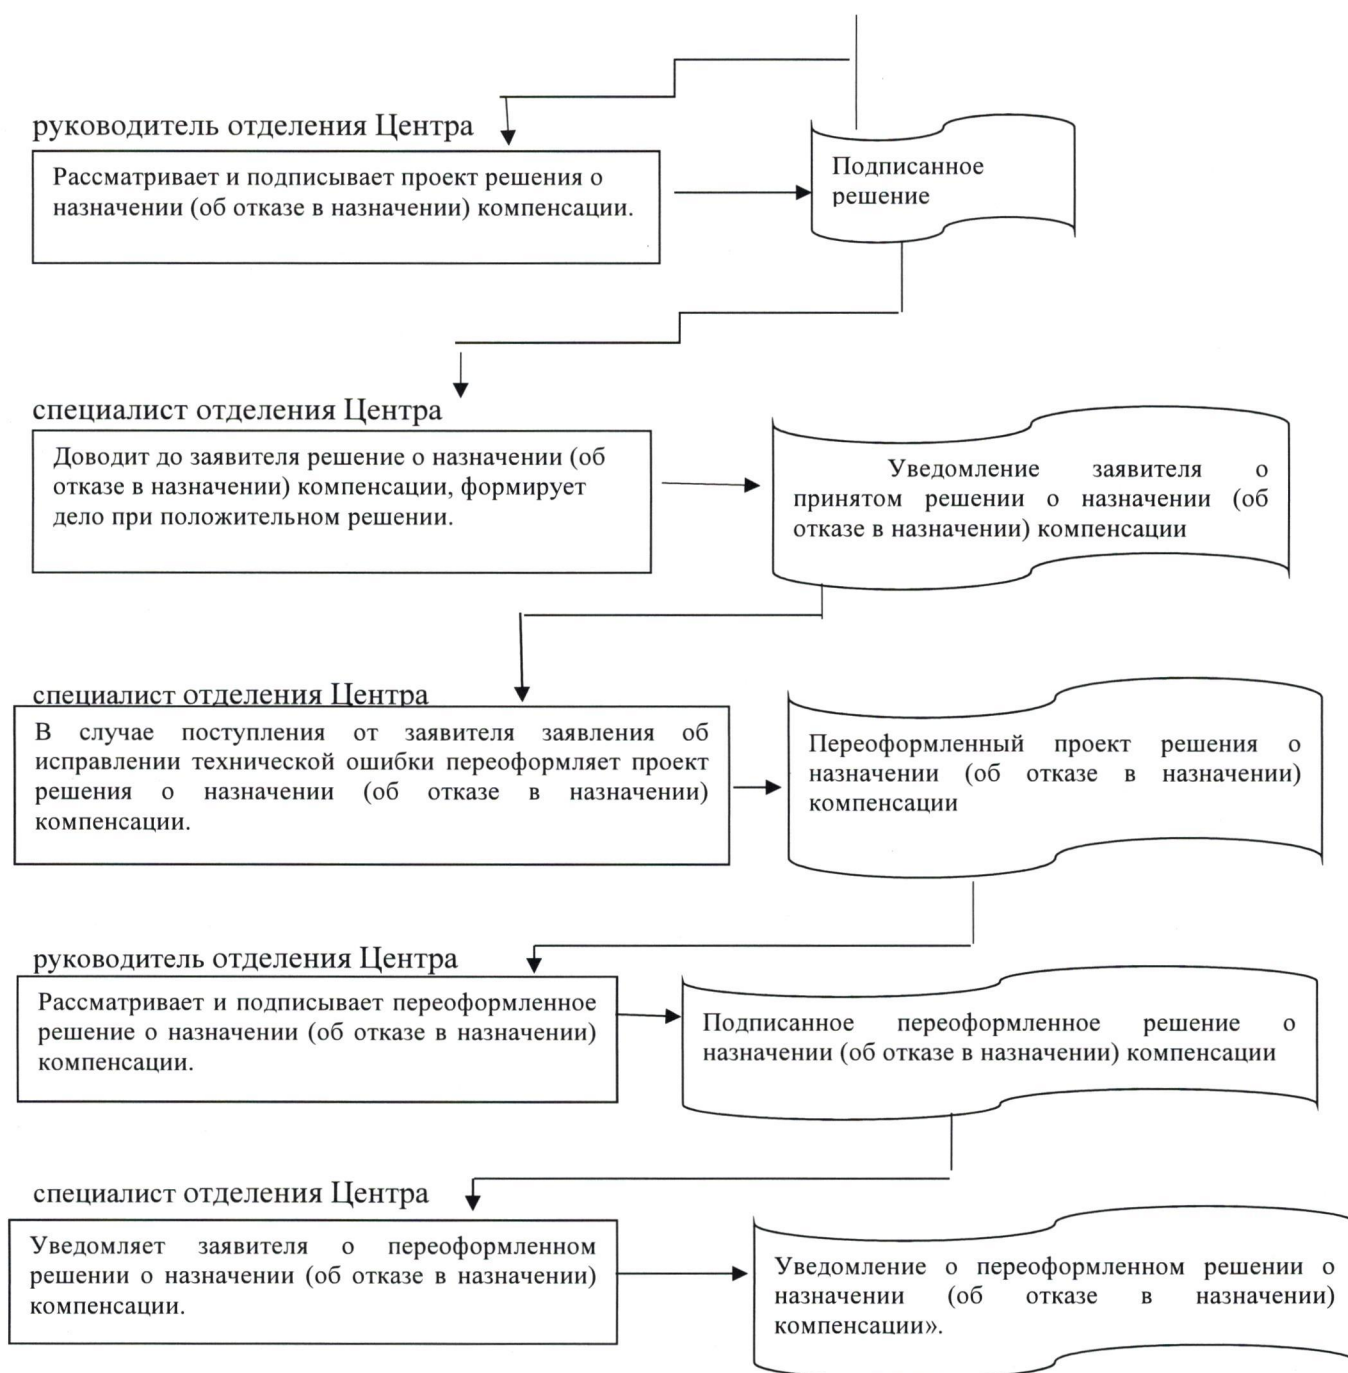 руководитель отделения Центра
Рассматривает и подписывает проект решения о
назначении (об отказе в назначении) компенсации.
Подписанное
решение
специалист отделения Центра
Доводит до заявителя решение о назначении (об
отказе в назначении) компенсации, формирует
дело при положительном решении.
Уведомление заявителя о
принятом решении о назначении (об
отказе в назначении) компенсации
специалист отделения Центра
В случае поступления от заявителя заявления об
исправлении технической ошибки переоформляет проект
решения о назначении (об отказе в назначении)
компенсации.
Переоформленный проект решения о
назначении (об отказе в назначении)
компенсации
руководитель отделения Центра
Рассматривает и подписывает переоформленное
решение о назначении (об отказе в назначении)
компенсации.
Подписанное переоформленное решение о
назначении (об отказе в назначении) компенсации
специалист отделения Центра
Уведомляет заявителя о переоформленном
решении о назначении (об отказе в назначении)
компенсации.
Уведомление о переоформленном решении о
назначении (об отказе в назначении)
компенсации».